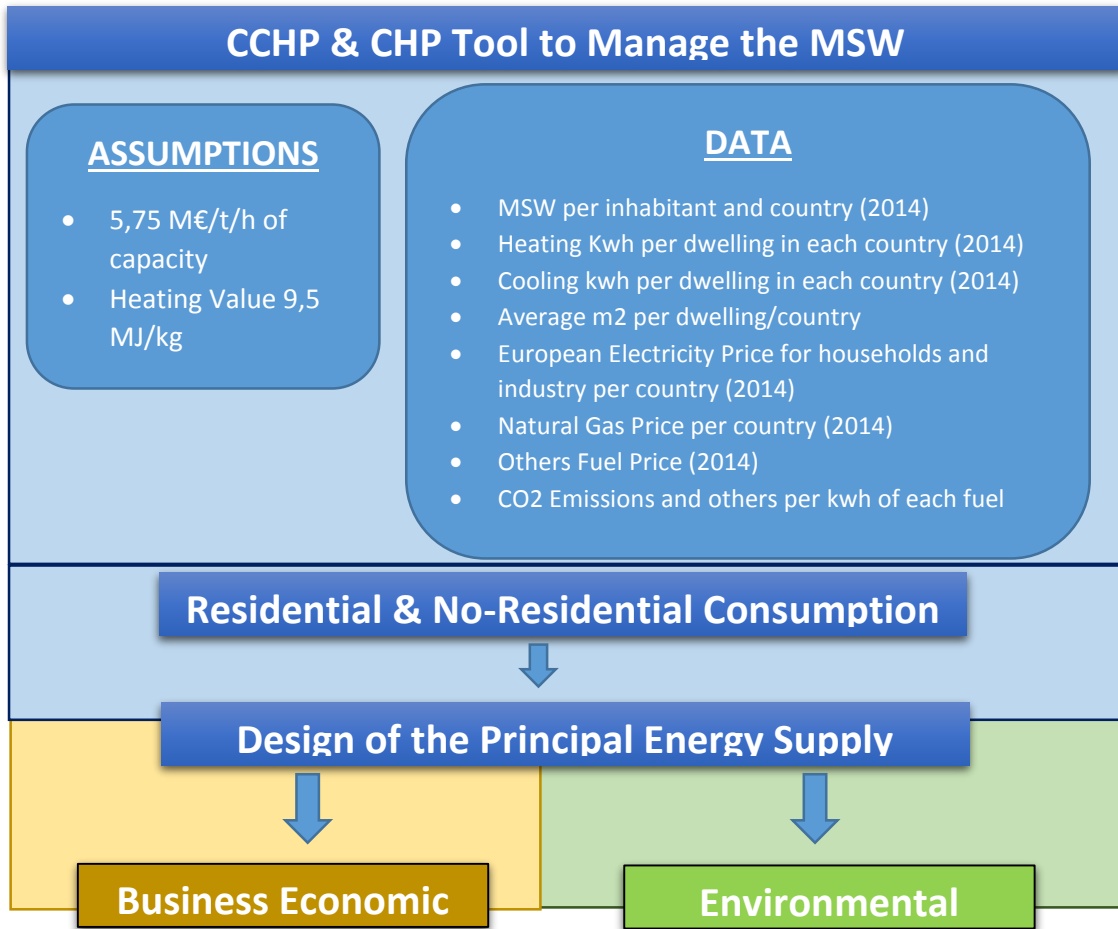 CCHP & CHP Tool to Manage the MSW
ASSUMPTIONS
• 5,75 M€/t/h of
capacity
• Heating Value 9,5
MJ/kg
DATA
• MSW per inhabitant and country (2014)
• Heating Kwh per dwelling in each country (2014)
• Cooling kwh per dwelling in each country (2014)
• Average m2 per dwelling/country
• European Electricity Price for households and
industry per country (2014)
• Natural Gas Price per country (2014)
• Others Fuel Price (2014)
• CO2 Emissions and others per kwh of each fuel
Residential & No-Residential Consumption
Design of the Principal Energy Supply
Business Economic
Environmental